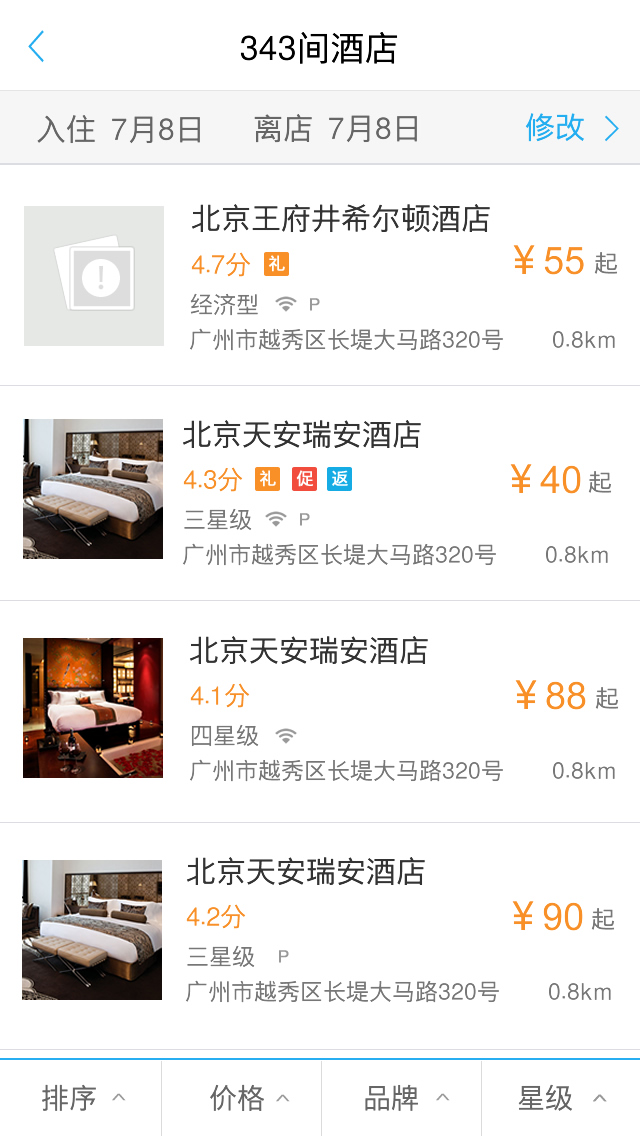 343间酒店
入住 7月8日 离店 7月8日 修改
北京王府井希尔顿酒店
4.7分 礼 ¥55起
经济型 P
广州市越秀区长堤大马路320号 0.8km
北京天安瑞安酒店
4.3分 礼 促 返 ¥40起
三星级 P
广州市越秀区长堤大马路320号 0.8km
北京天安瑞安酒店
4.1分 ¥88起
四星级
广州市越秀区长堤大马路320号 0.8km
北京天安瑞安酒店
4.2分 ¥90起
三星级 P
广州市越秀区长堤大马路320号 0.8km
排序 价格 品牌 星级